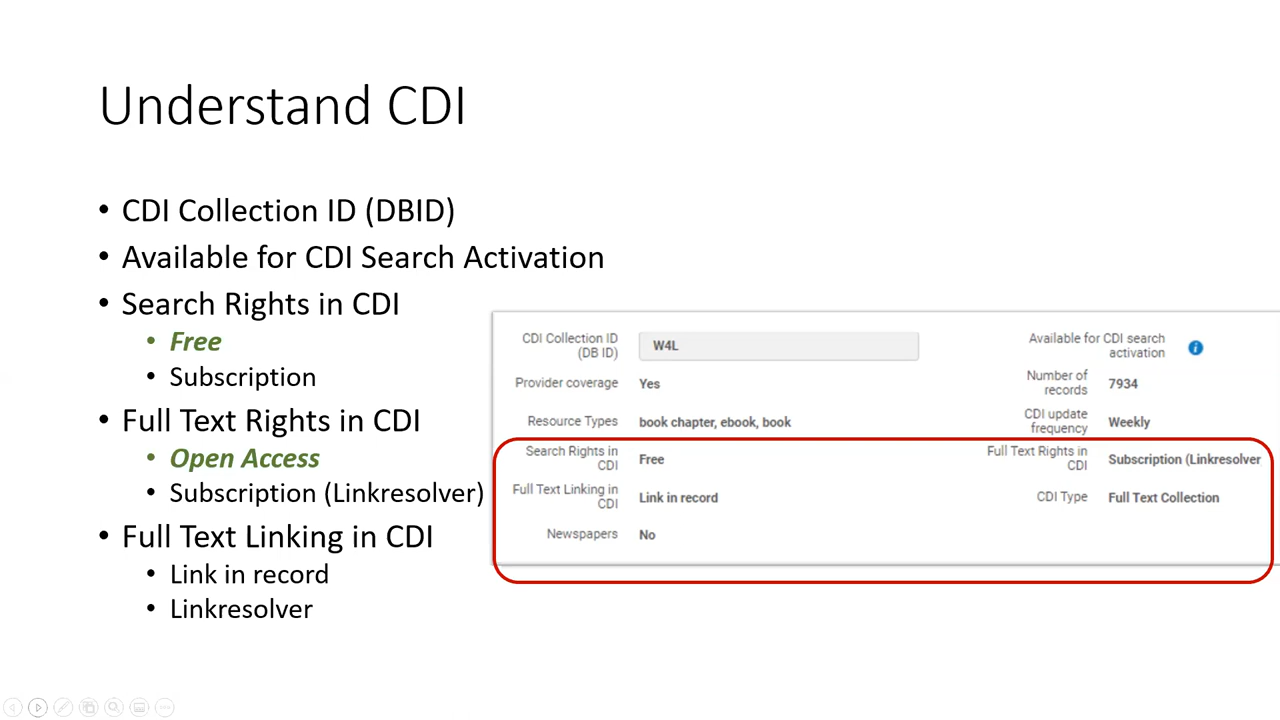 Understand CDI
• CDI Collection ID (DBID)
• Available for CDI Search Activation
• Search Rights in CDI
• Free
• Subscription
• Full Text Rights in CDI
• Open Access
• Subscription (Linkresolver)
• Full Text Linking in CDI
• Link in record
• Linkresolver
CDI Collection ID
(DB ID)
W4L
Available for CDI search
activation
Provider coverage
Yes
Number of
records
7934
Resource Types
book chapter, ebook, book
CDI update
frequency
Weekly
Search Rights in
CDI
Free
Full Text Rights in
CDI
Subscription (Linkresolver
Full Text Linking in
CDI
Link in record
CDI Type
Full Text Collection
Newspapers
No